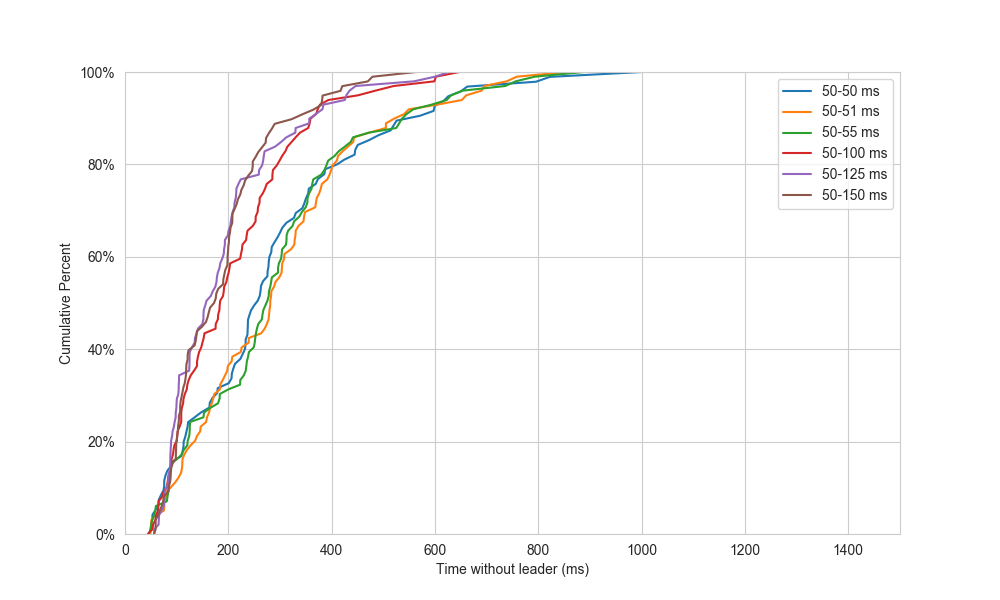 100%
80%
60%
40%
20%
0%
Cumulative Percent
50-50 ms
50-51 ms
50-55 ms
50-100 ms
50-125 ms
50-150 ms
0 200 400 600 800 1000 1200 1400
Time without leader (ms)